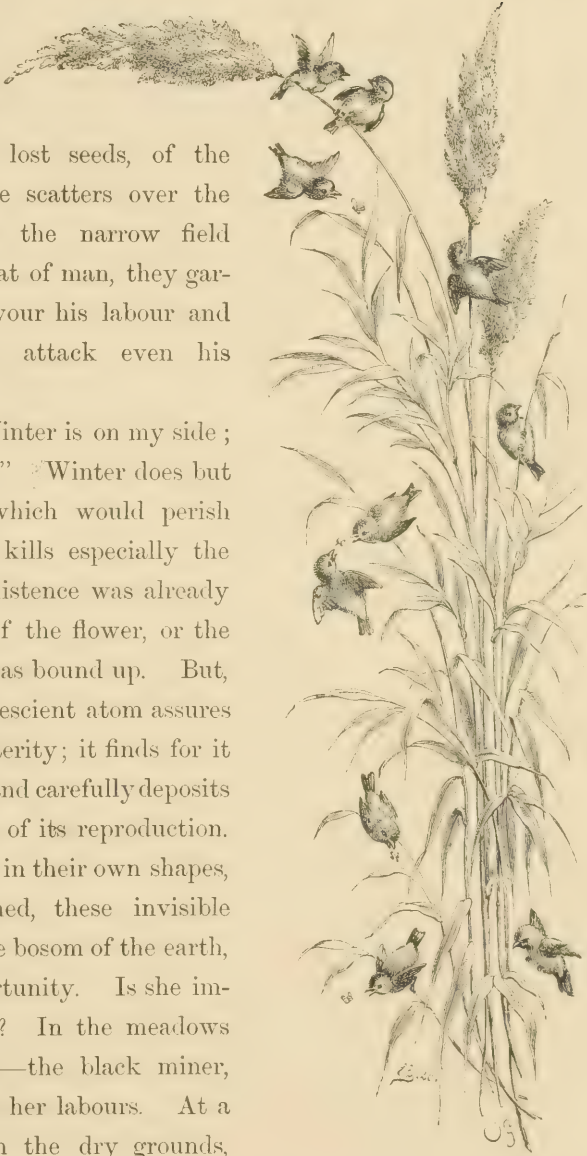 lost seeds, of the
e scatters over the
the narrow field
at of man, they gar-
vour his labour and
attack even his
Winter is on my side ;
" Winter does but
which would perish
kills especially the
istence was already
f the flower, or the
as bound up. But,
escient atom assures
terity; it finds for it
nd carefully deposits
of its reproduction.
in their own shapes,
ned, these invisible
e bosom of the earth,
rtunity. Is she im-
? In the meadows
—the black miner,
her labours. At a
n the dry grounds,